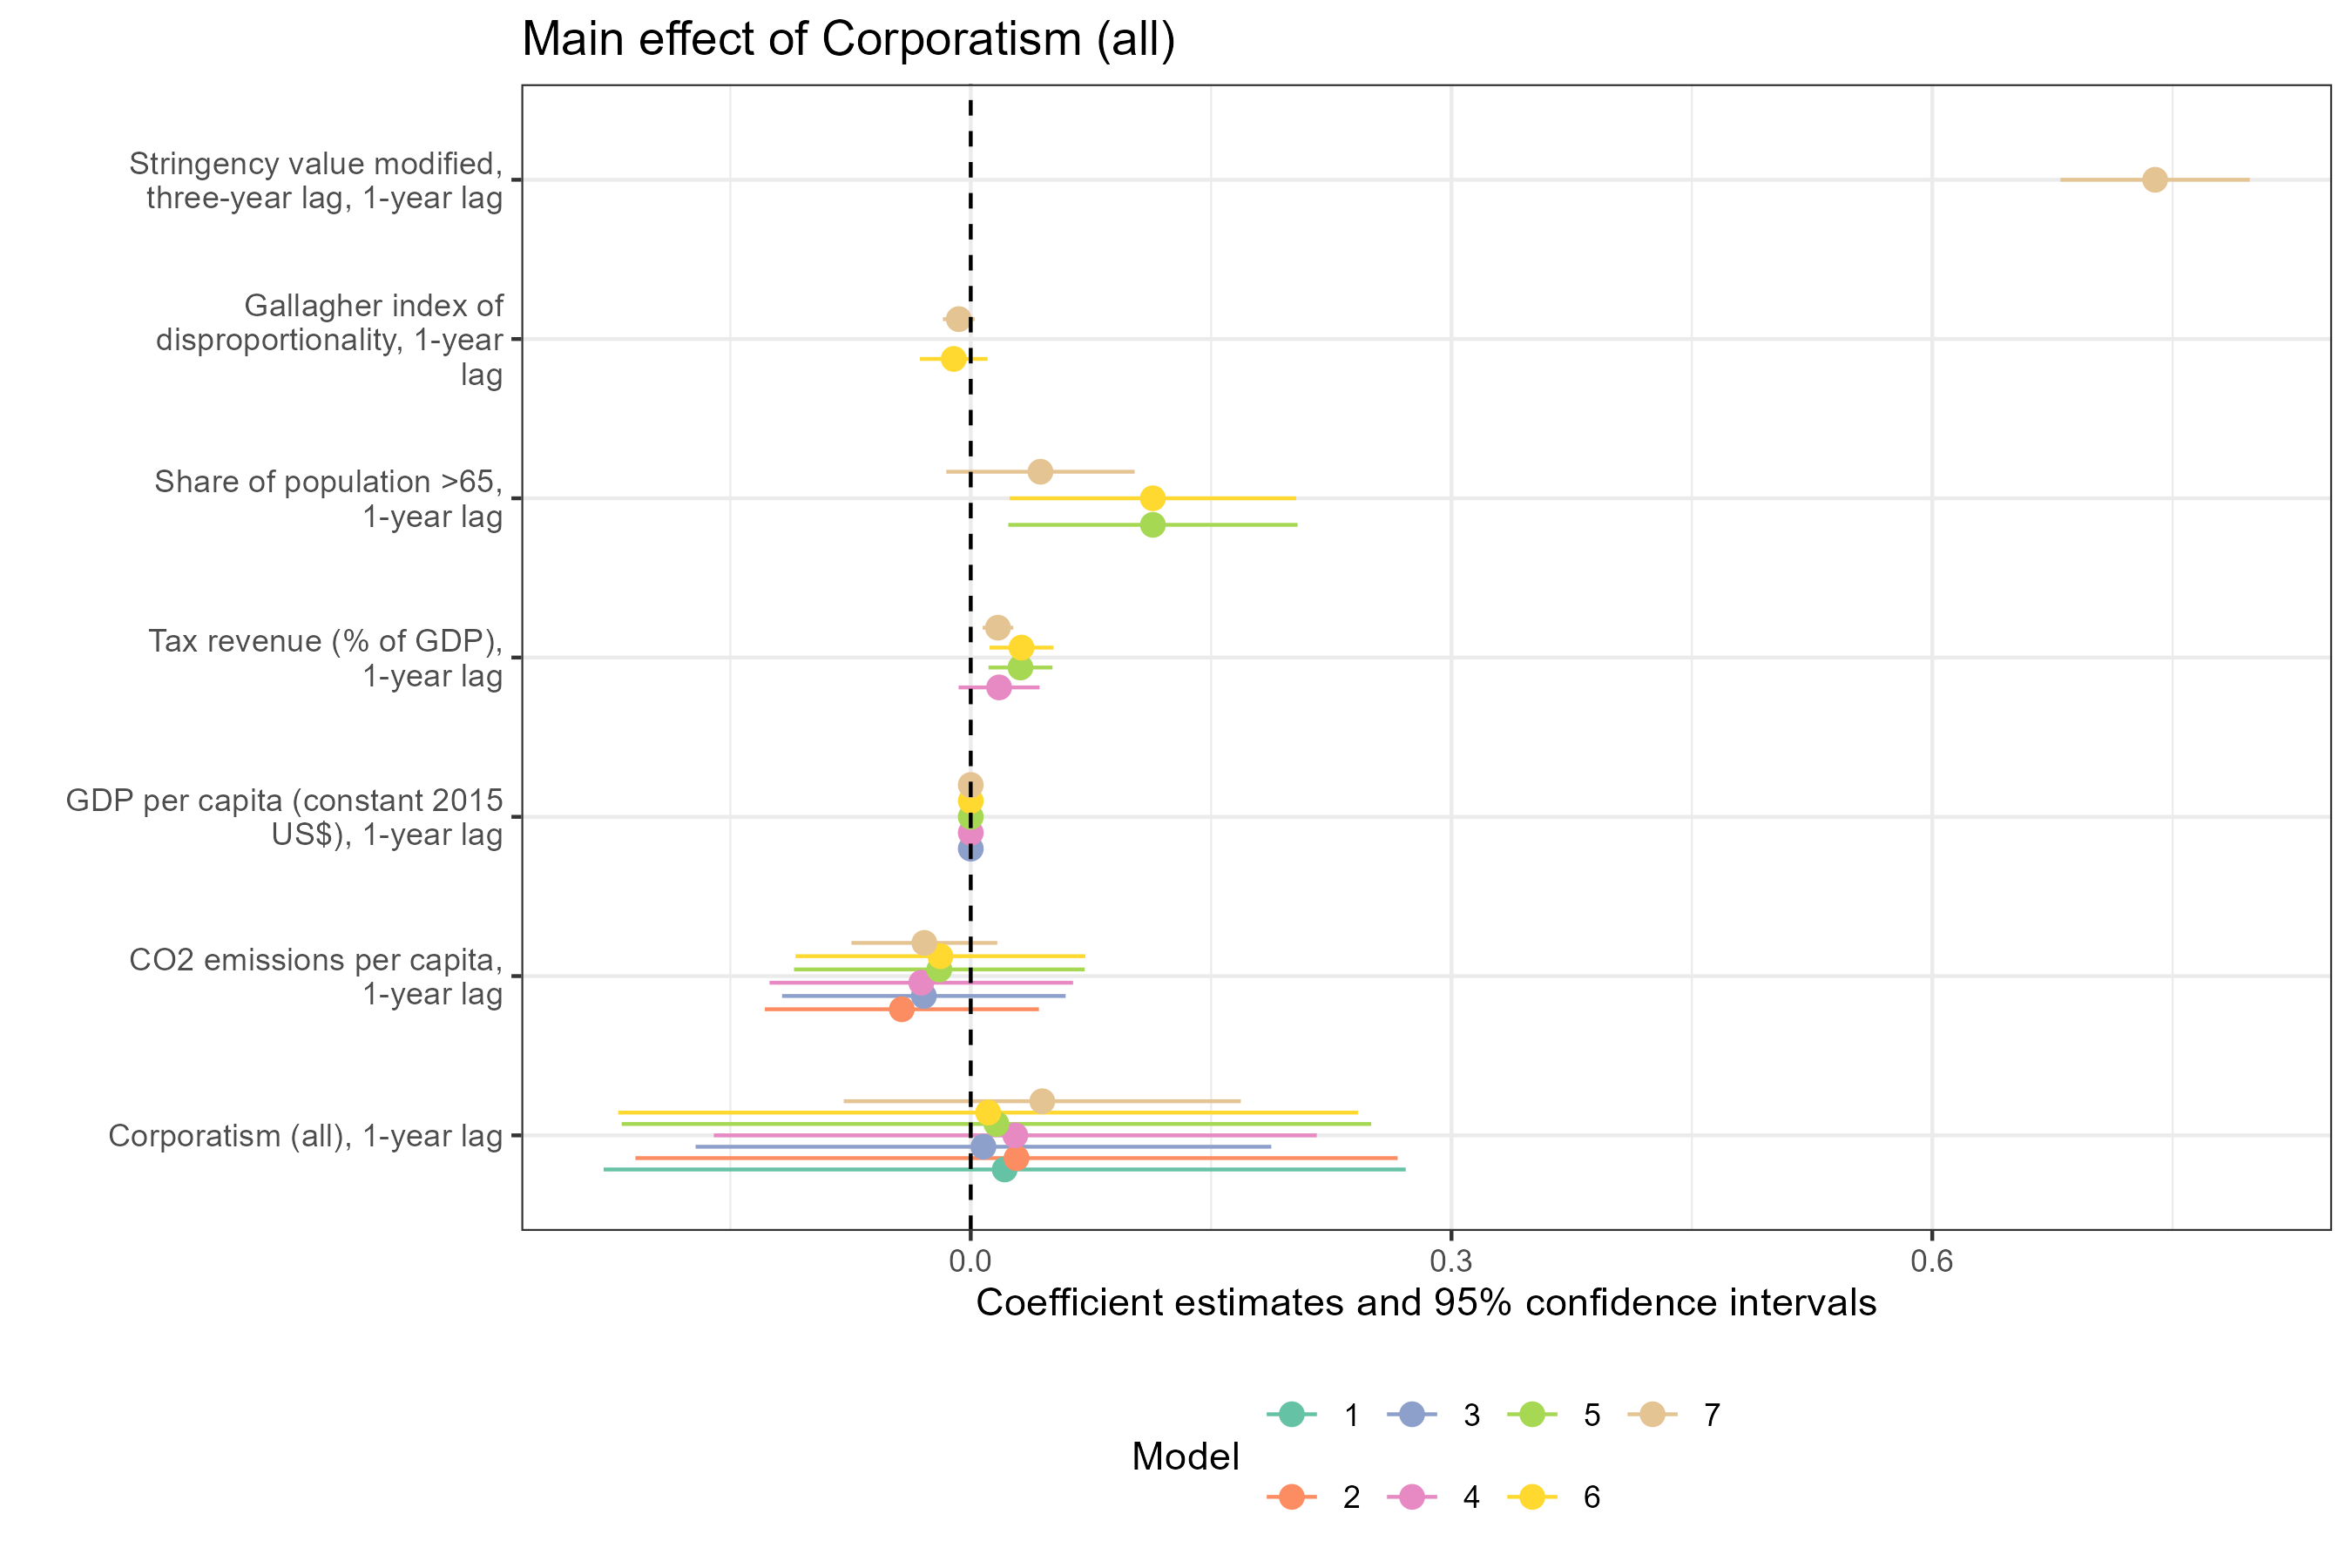 Main effect of Corporatism (all)
Stringency value modified,
three-year lag, 1-year lag
Gallagher index of
disproportionality, 1-year
lag
Share of population >65,
1-year lag
Tax revenue (% of GDP),
1-year lag
GDP per capita (constant 2015
US$), 1-year lag
CO2 emissions per capita,
1-year lag
Corporatism (all), 1-year lag
0.0 0.3 0.6
Coefficient estimates and 95% confidence intervals
1 3 5 7
Model
2 4 6